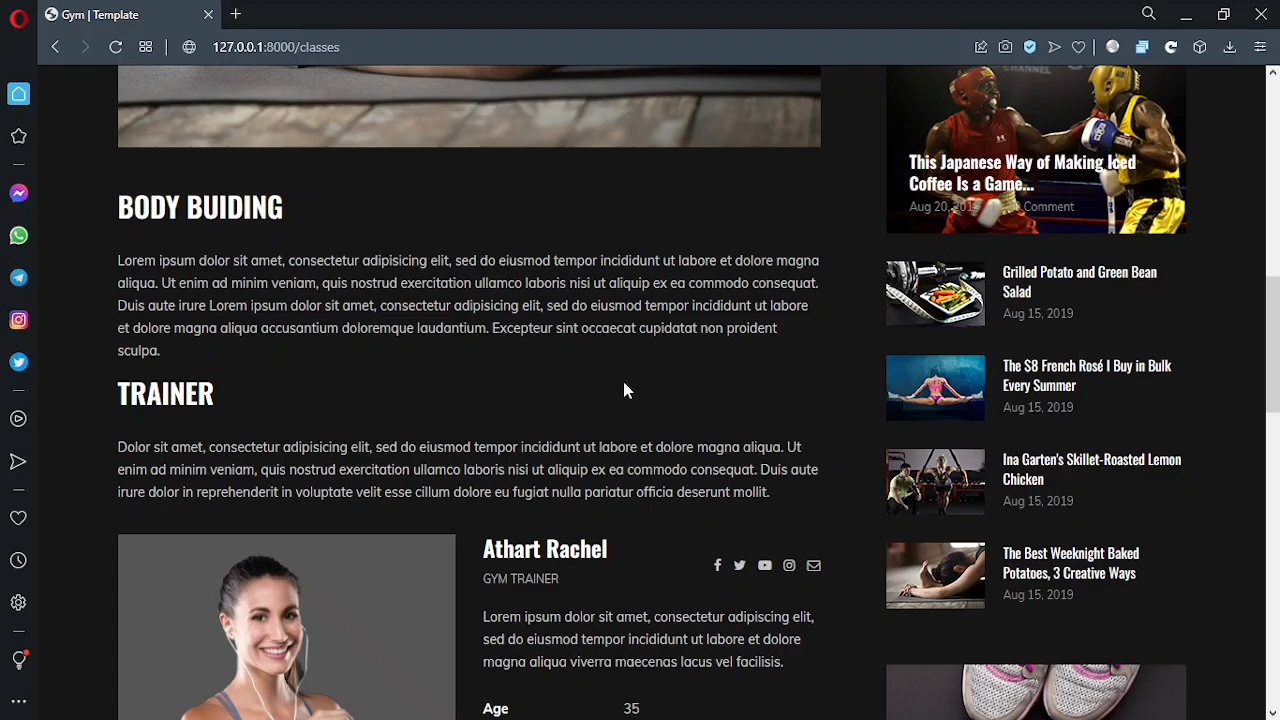 Gym | Template
127.0.0.1:8000/classes
CHANNEL
This Japanese Way of Making Iced
Coffee Is a Game...
Aug 20, 2019
0 Comment
BODY BUIDING
Lorem ipsum dolor sit amet, consectetur adipisicing elit, sed do eiusmod tempor incididunt ut labore et dolore magna
aliqua. Ut enim ad minim veniam, quis nostrud exercitation ullamco laboris nisi ut aliquip ex ea commodo consequat.
Duis aute irure Lorem ipsum dolor sit amet, consectetur adipisicing elit, sed do eiusmod tempor incididunt ut labore
et dolore magna aliqua accusantium doloremque laudantium. Excepteur sint occaecat cupidatat non proident
sculpa.
TRAINER
Dolor sit amet, consectetur adipisicing elit, sed do eiusmod tempor incididunt ut labore et dolore magna aliqua. Ut
enim ad minim veniam, quis nostrud exercitation ullamco laboris nisi ut aliquip ex ea commodo consequat. Duis aute
irure dolor in reprehenderit in voluptate velit esse cillum dolore eu fugiat nulla pariatur officia deserunt mollit.
Athart Rachel
GYM TRAINER
Lorem ipsum dolor sit amet, consectetur adipisicing elit,
sed do eiusmod tempor incididunt ut labore et dolore
magna aliqua viverra maecenas lacus vel facilisis.
Age 35
Grilled Potato and Green Bean
Salad
Aug 15, 2019
The $8 French Rosé I Buy in Bulk
Every Summer
Aug 15, 2019
Ina Garten's Skillet-Roasted Lemon
Chicken
Aug 15, 2019
The Best Weeknight Baked
Potatoes, 3 Creative Ways
Aug 15, 2019